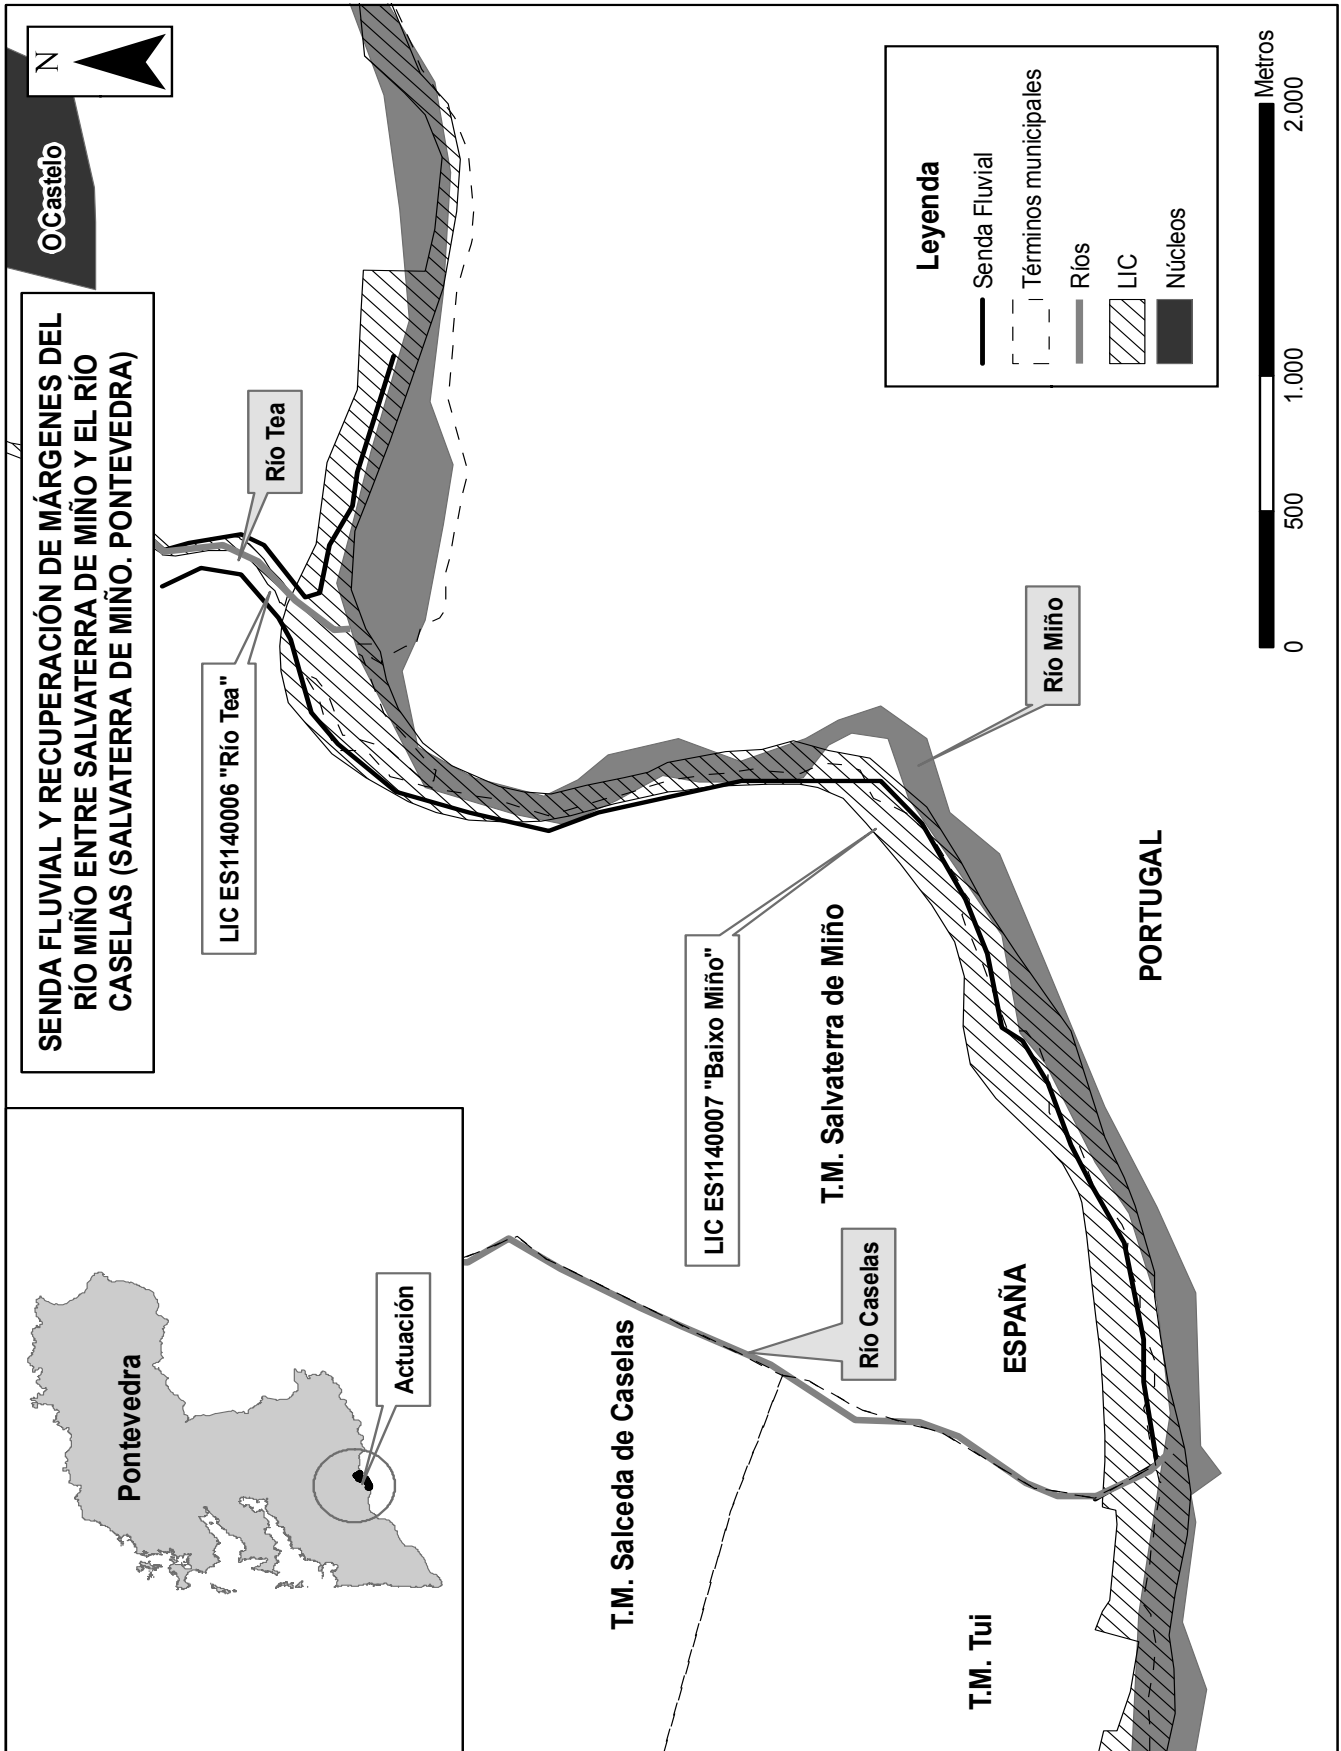 SENDA FLUVIAL Y RECUPERACIÓN DE MÁRGENES DEL
RÍO MIÑO ENTRE SALVATERRA DE MIÑO Y EL RÍO
CASELAS (SALVATERRA DE MIÑO. PONTEVEDRA)
N
O Castelo
Pontevedra
Actuación
Río Tea
LIC ES1140006 "Río Tea"
LIC ES1140007 "Baixo Miño"
T.M. Salceda de Caselas
T.M. Salvaterra de Miño
Río Caselas
Río Miño
ESPAÑA
T.M. Tui
PORTUGAL
Leyenda
Senda Fluvial
Términos municipales
Ríos
LIC
Núcleos
0 500 1.000 2.000
Metros